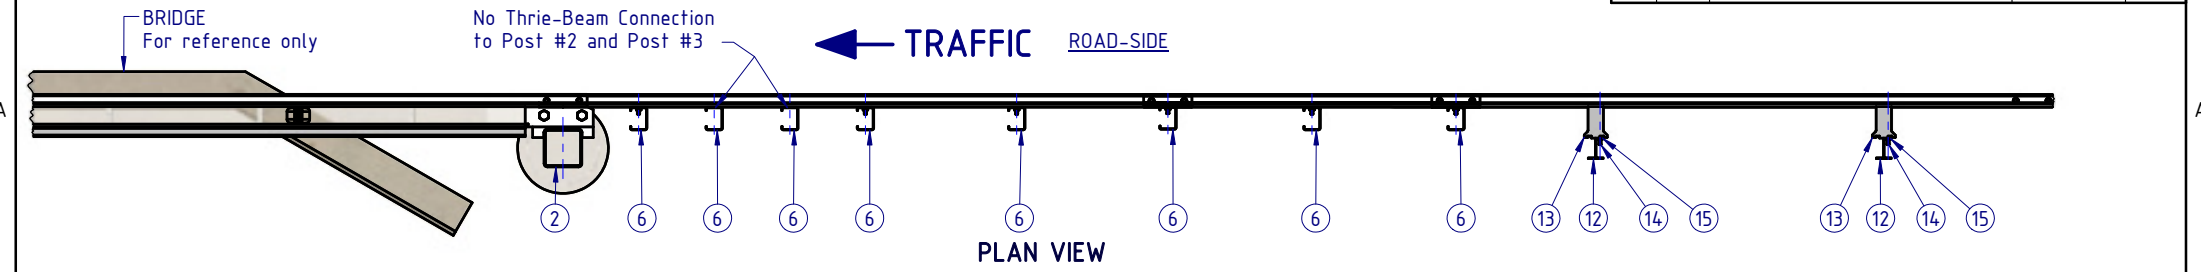 BRIDGE
For reference only
No Thrie-Beam Connection
to Post #2 and Post #3
TRAFFIC
ROAD-SIDE
A
A
2
6
6
6
6
6
6
6
6
13
12
14
15
13
12
14
15
PLAN VIEW